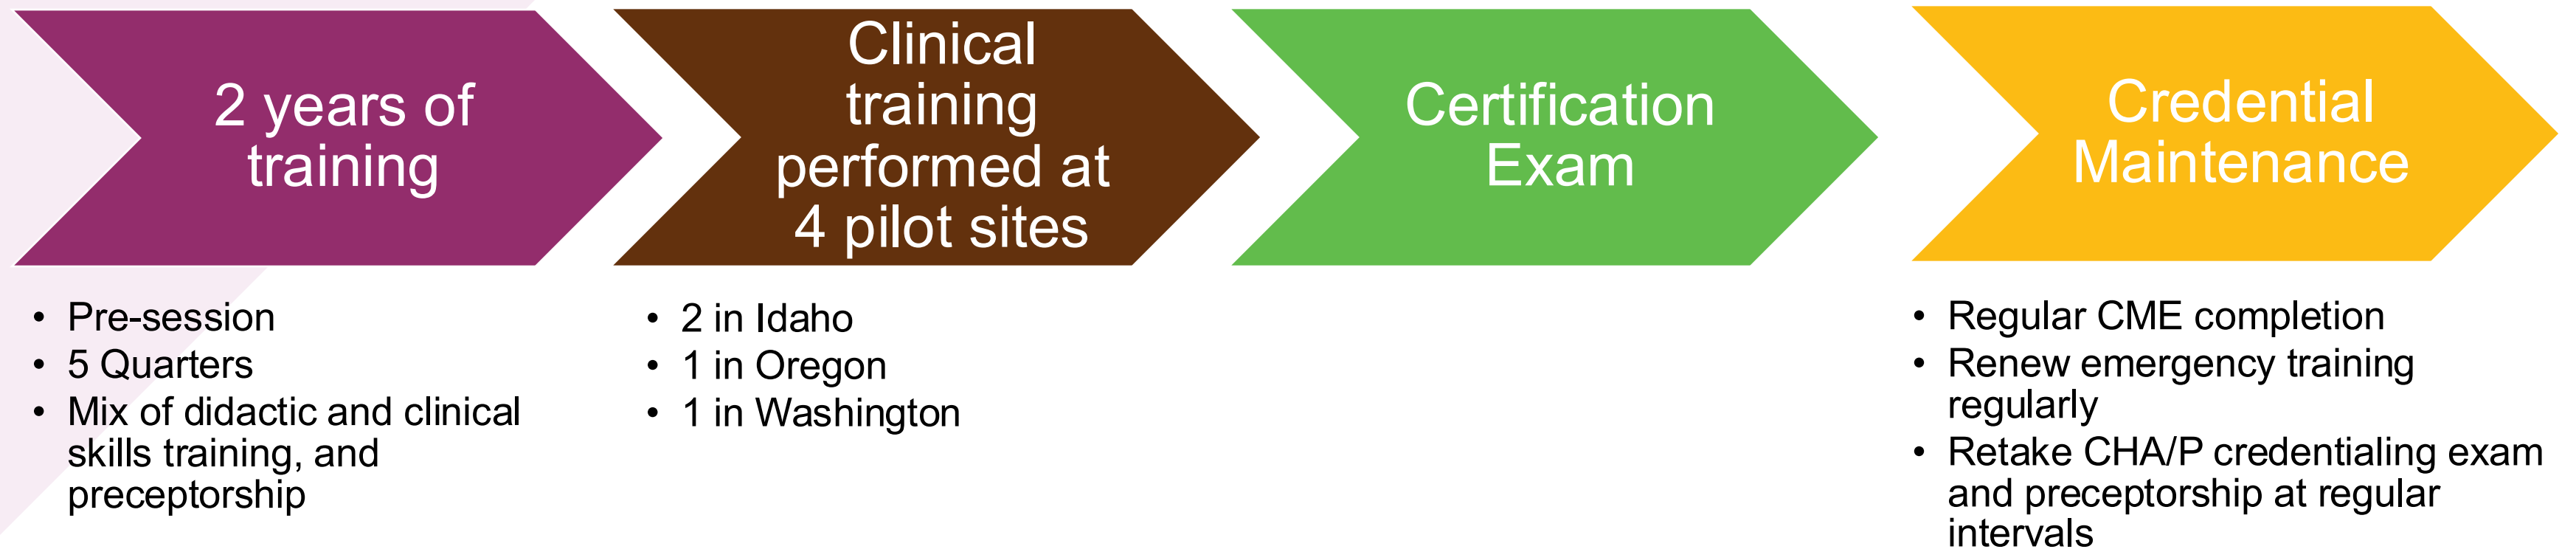 2 years of
training
• Pre-session
• 5 Quarters
• Mix of didactic and clinical
skills training, and
preceptorship
Clinical
training
performed at
4 pilot sites
• 2 in Idaho
• 1 in Oregon
• 1 in Washington
Certification
Exam
Credential
Maintenance
• Regular CME completion
• Renew emergency training
regularly
• Retake CHA/P credentialing exam
and preceptorship at regular
intervals